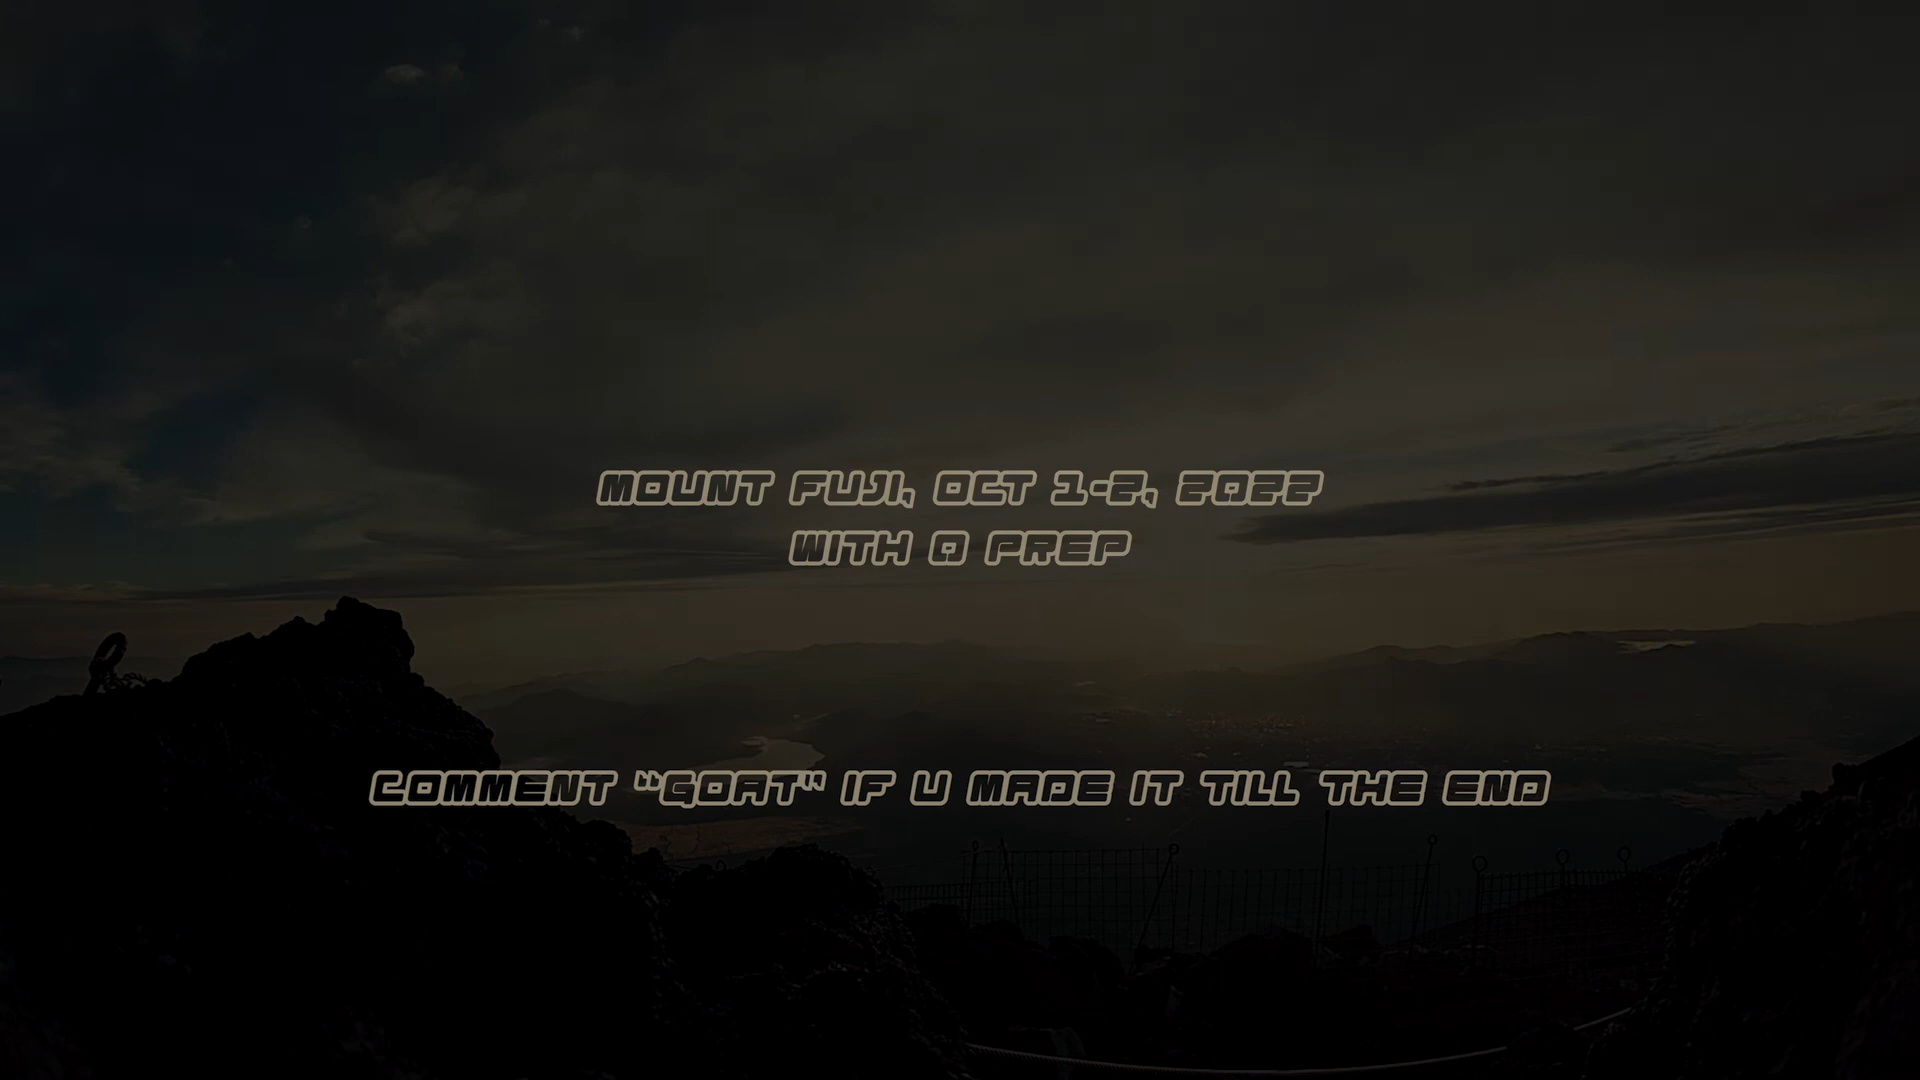 MOUNT FUJI, OCT 1-2, 2022
WITH 0 PREP
COMMENT "GOAT" IF U MADE IT TILL THE END